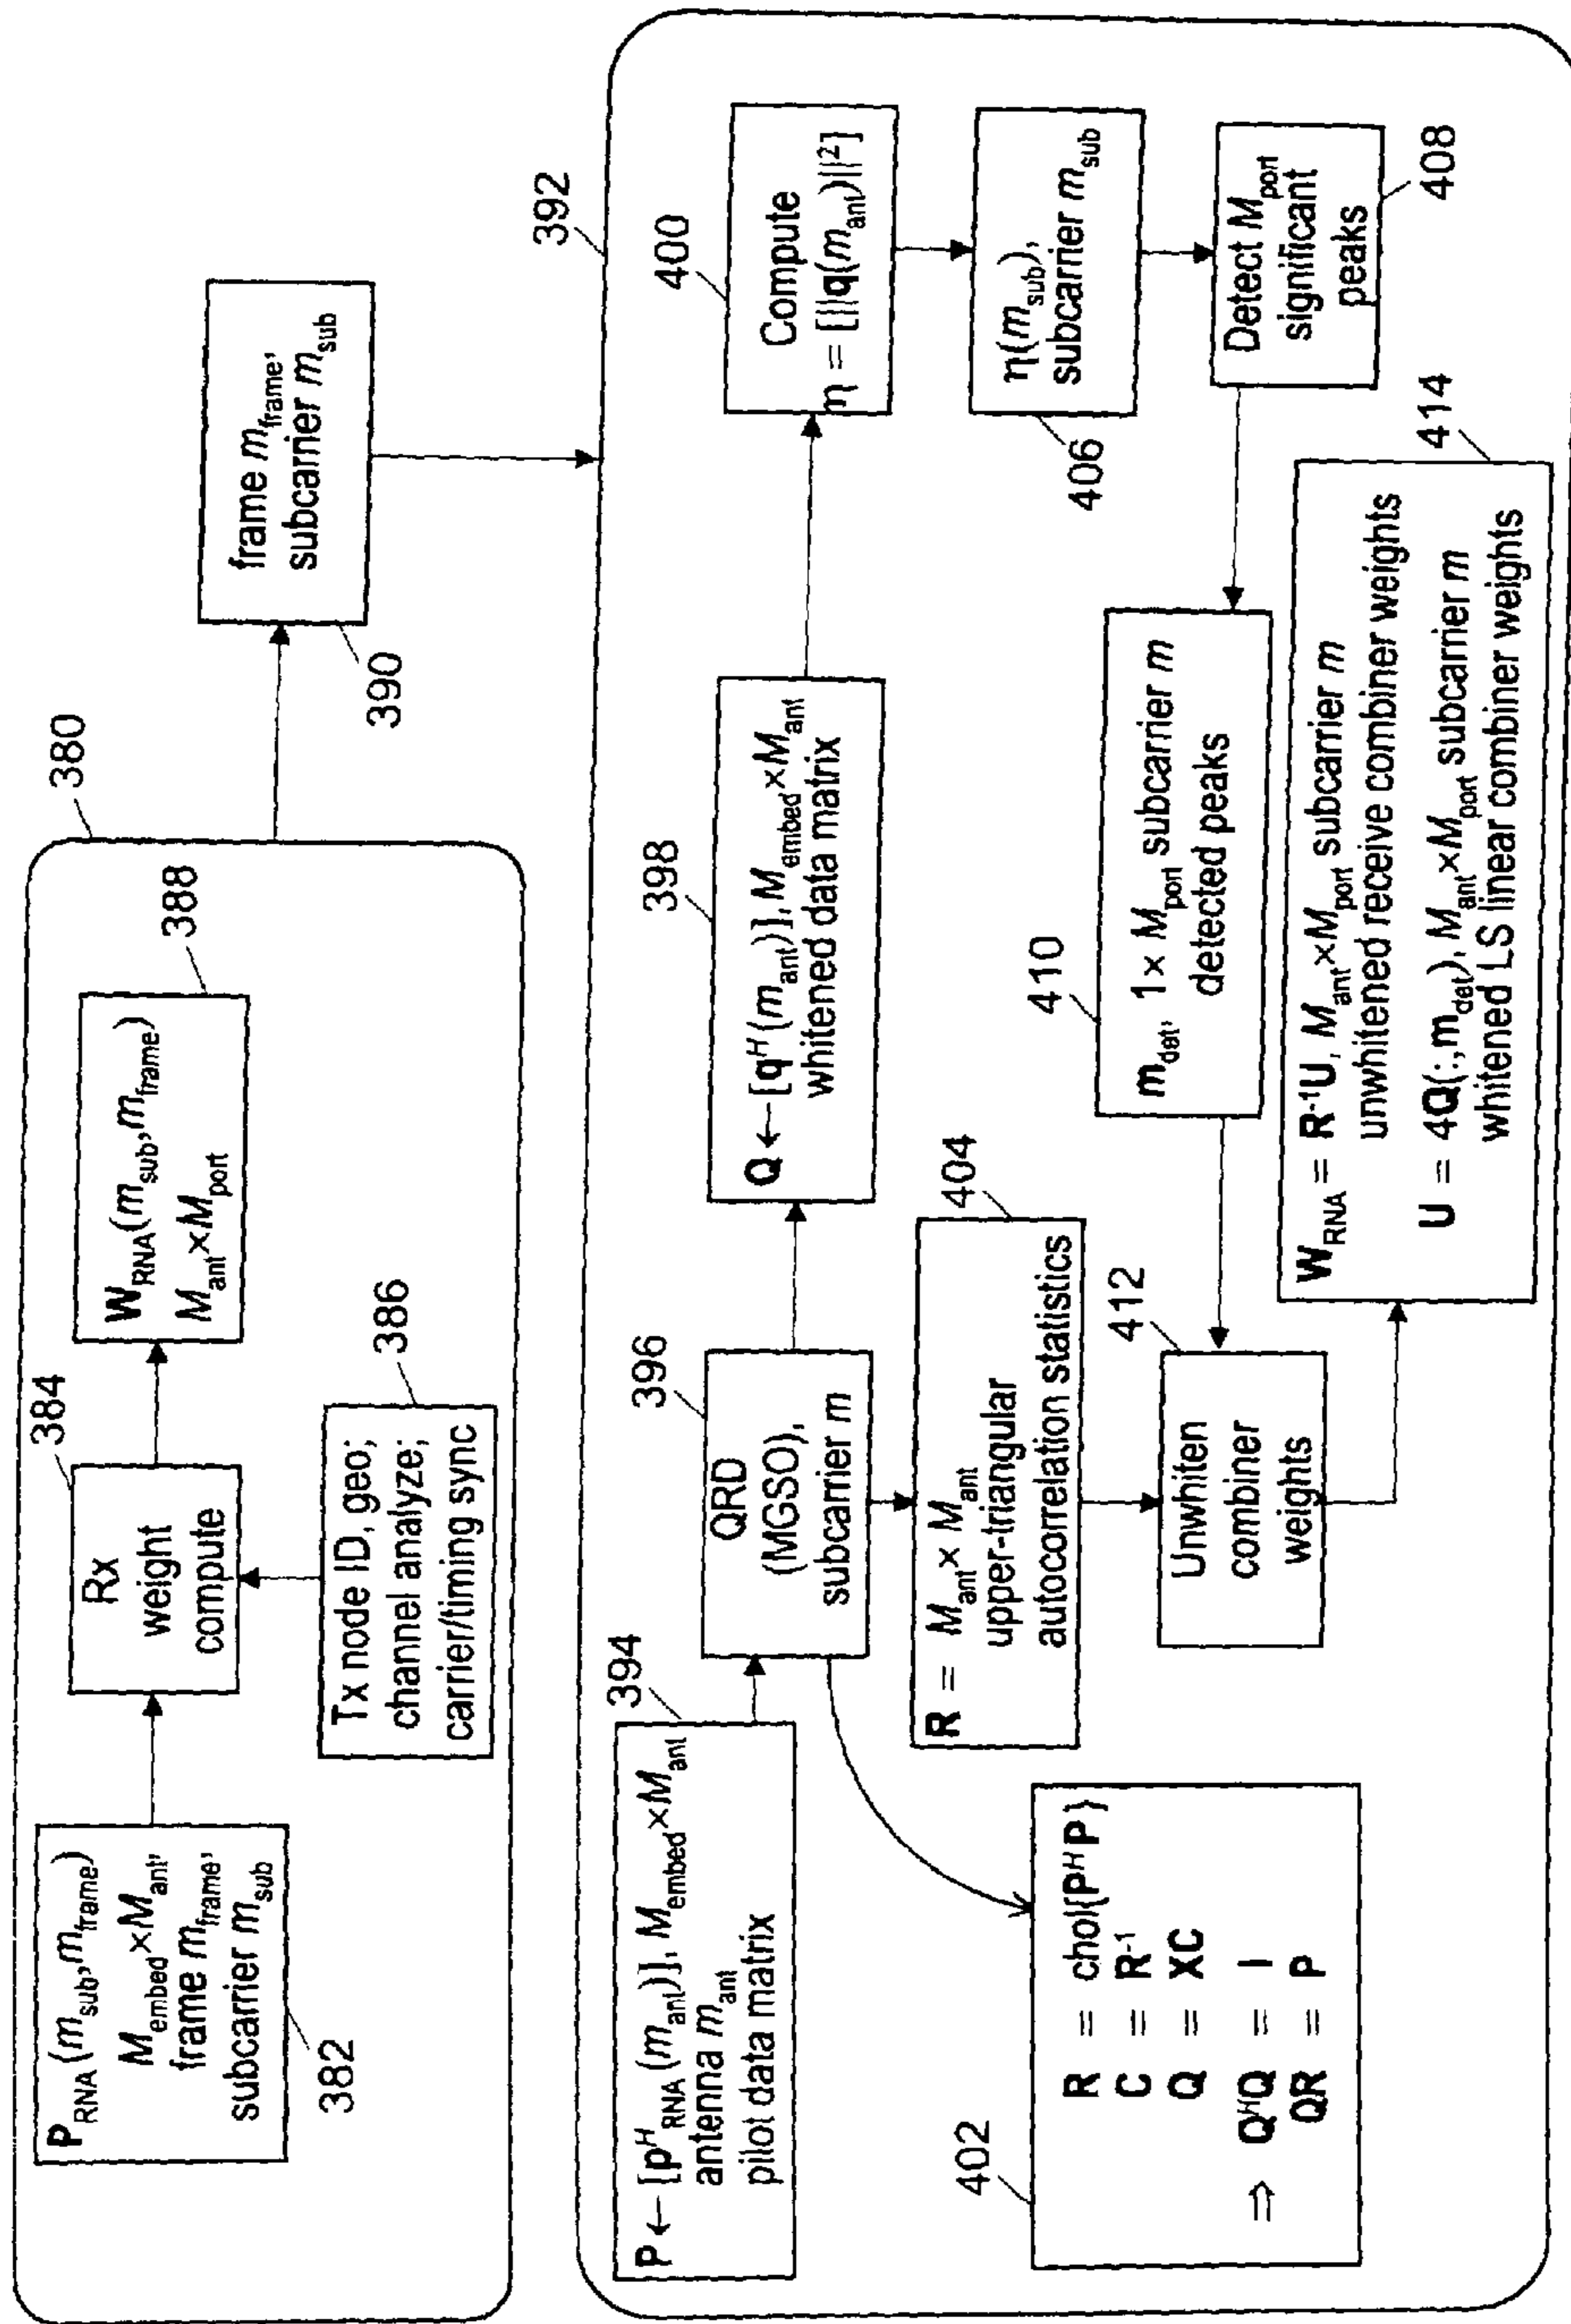 380
P_RNA(m_sub,m_frame)
M_embed×M_ant,
frame m_frame,
subcarrier m_sub
382
384
Rx
weight
compute
Tx node ID, geo;
channel analyze;
carrier/timing sync
386
W_RNA(m_sub,m_frame)
M_ant×M_port
388
frame m_frame,
subcarrier m_sub
390
392
P←[p^H_RNA(m_ant)], M_embed×M_ant
antenna m_ant
pilot data matrix
394
QRD
(MGSO),
subcarrier m
396
Q←[q^H(m_ant)], M_embed×M_ant
whitened data matrix
398
Compute
η = [||q(m_ant)||²]
400
402
R = chol{P^H P}
C = R⁻¹
Q = XC
⇒ Q^H Q = I
QR = P
R = M_ant×M_ant
upper-triangular
autocorrelation statistics
404
η(m_sub),
subcarrier m_sub
406
Detect M_port
significant
peaks
408
m_det, 1×M_port subcarrier m
detected peaks
410
Unwhiten
combiner
weights
412
W_RNA = R⁻¹U, M_ant×M_port subcarrier m
unwhitened receive combiner weights
U = 4Q(:,m_det), M_ant×M_port subcarrier m
whitened LS linear combiner weights
414